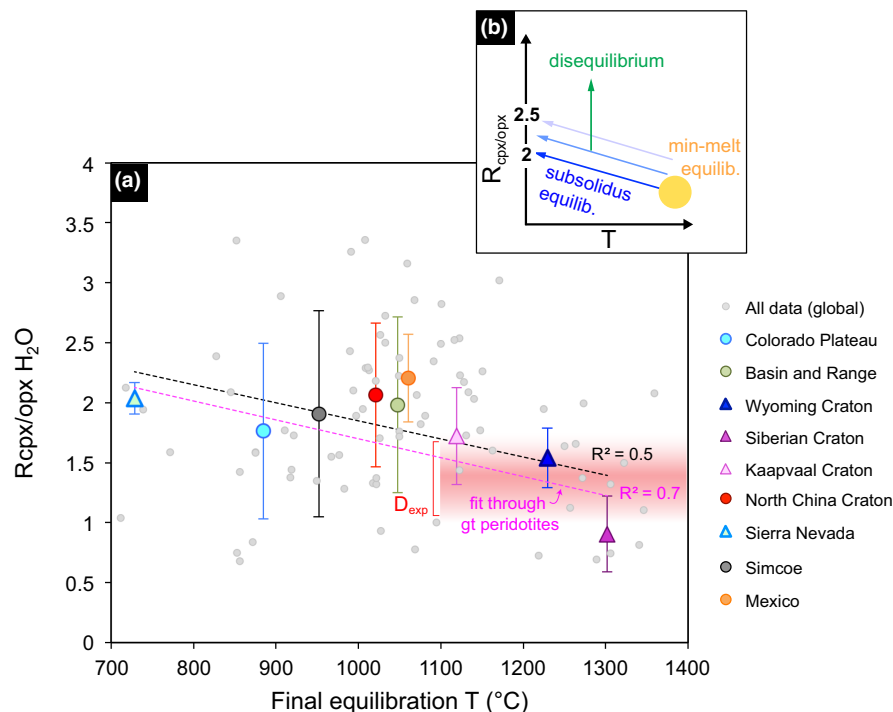 (b)
disequilibrium
2.5
2
R cpx/opx
min-melt
equilib.
subsolidus
equilib.
T
(a)
4
3.5
3
2.5
2
1.5
1
0.5
0
Rcpx/opx H₂O
R² = 0.5
R² = 0.7
D exp
fit through
gt peridotites
700 800 900 1000 1100 1200 1300 1400
Final equilibration T (°C)
All data (global)
Colorado Plateau
Basin and Range
Wyoming Craton
Siberian Craton
Kaapvaal Craton
North China Craton
Sierra Nevada
Simcoe
Mexico